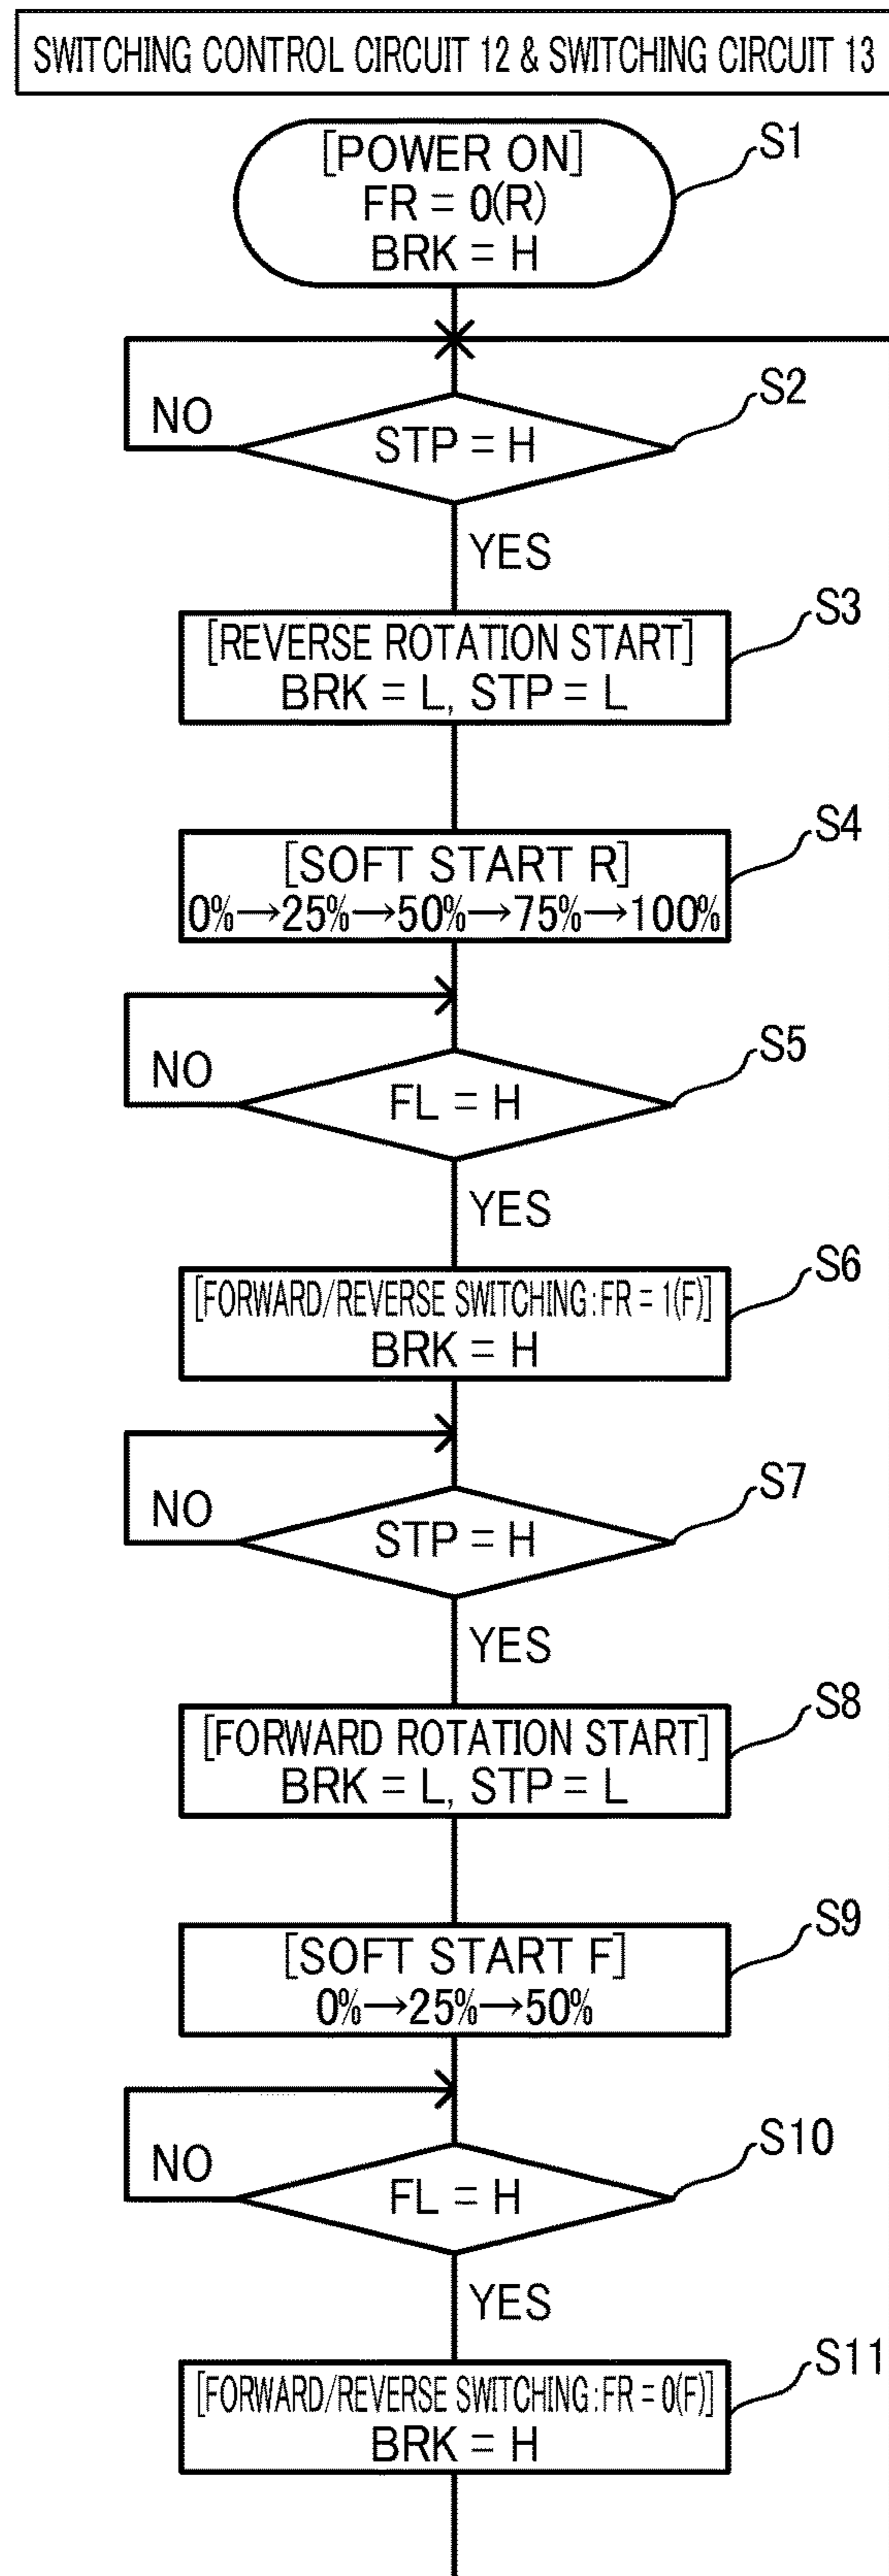 SWITCHING CONTROL CIRCUIT 12 & SWITCHING CIRCUIT 13
[POWER ON]
FR = 0(R)
BRK = H
S1
STP = H
S2
NO
YES
[REVERSE ROTATION START]
BRK = L, STP = L
S3
[SOFT START R]
0%→25%→50%→75%→100%
S4
FL = H
S5
NO
YES
[FORWARD/REVERSE SWITCHING:FR = 1(F)]
BRK = H
S6
STP = H
S7
NO
YES
[FORWARD ROTATION START]
BRK = L, STP = L
S8
[SOFT START F]
0%→25%→50%
S9
FL = H
S10
NO
YES
[FORWARD/REVERSE SWITCHING:FR = 0(F)]
BRK = H
S11